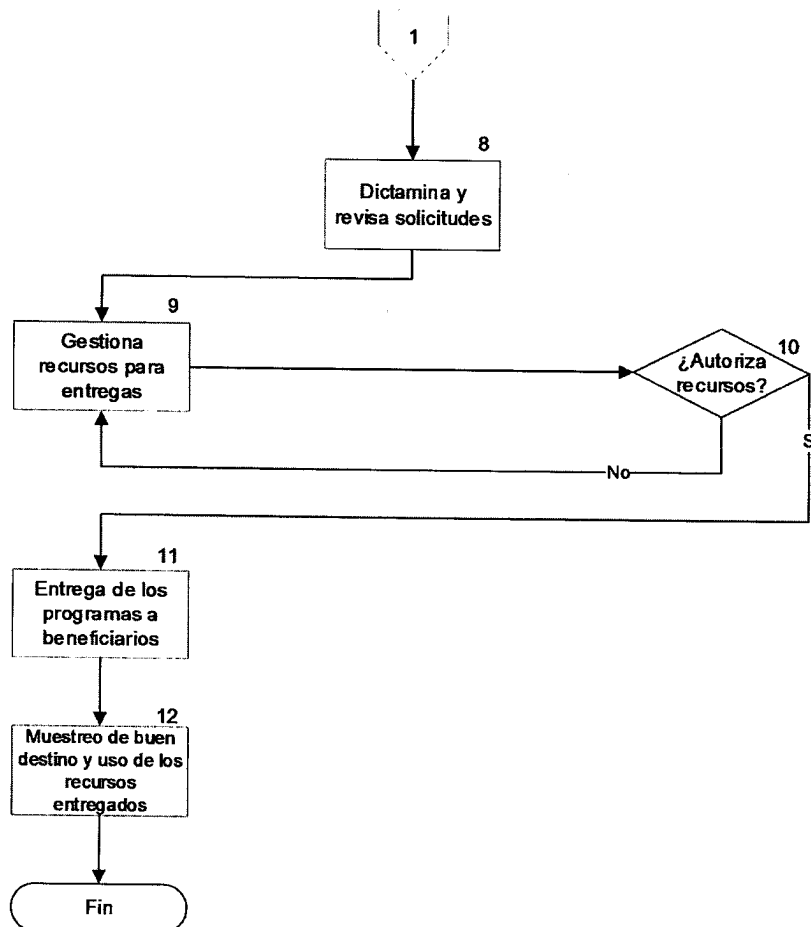 1
8
Dictamina y
revisa solicitudes
9
Gestiona
recursos para
entregas
10
¿Autoriza
recursos?
S
No
11
Entrega de los
programas a
beneficiarios
12
Muestreo de buen
destino y uso de los
recursos
entregados
Fin